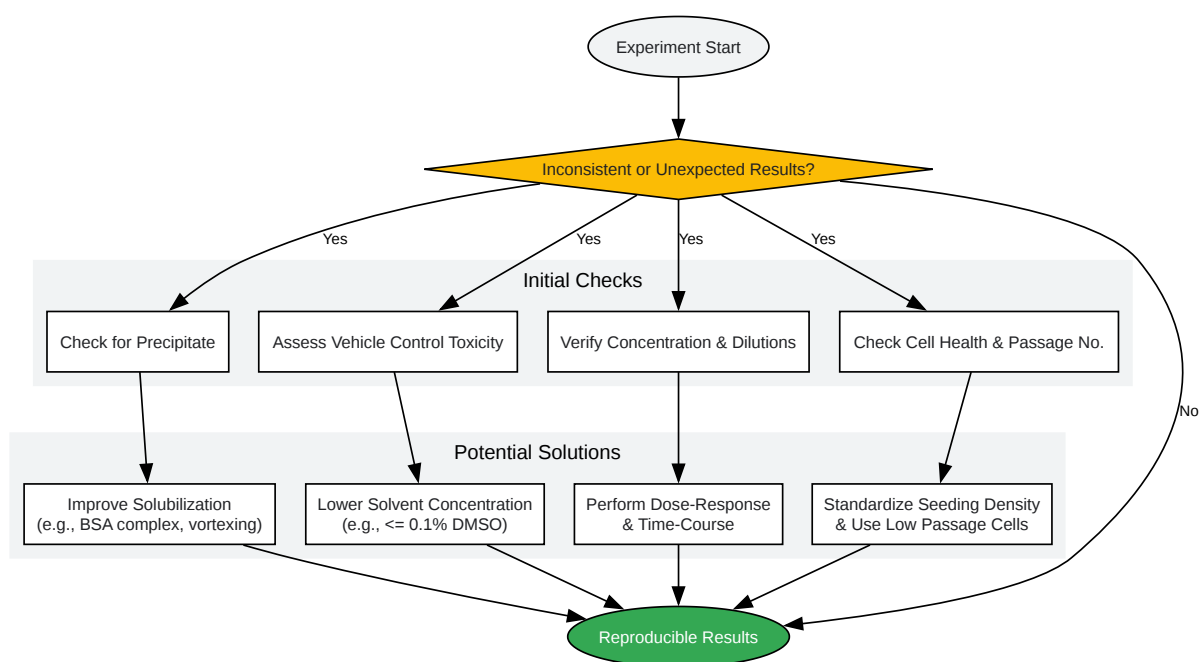 Experiment Start
Inconsistent or Unexpected Results?
Yes
Yes
Yes
Yes
Initial Checks
Check for Precipitate
Assess Vehicle Control Toxicity
Verify Concentration & Dilutions
Check Cell Health & Passage No.
No
Potential Solutions
Improve Solubilization
(e.g., BSA complex, vortexing)
Lower Solvent Concentration
(e.g., <= 0.1% DMSO)
Perform Dose-Response
& Time-Course
Standardize Seeding Density
& Use Low Passage Cells
Reproducible Results